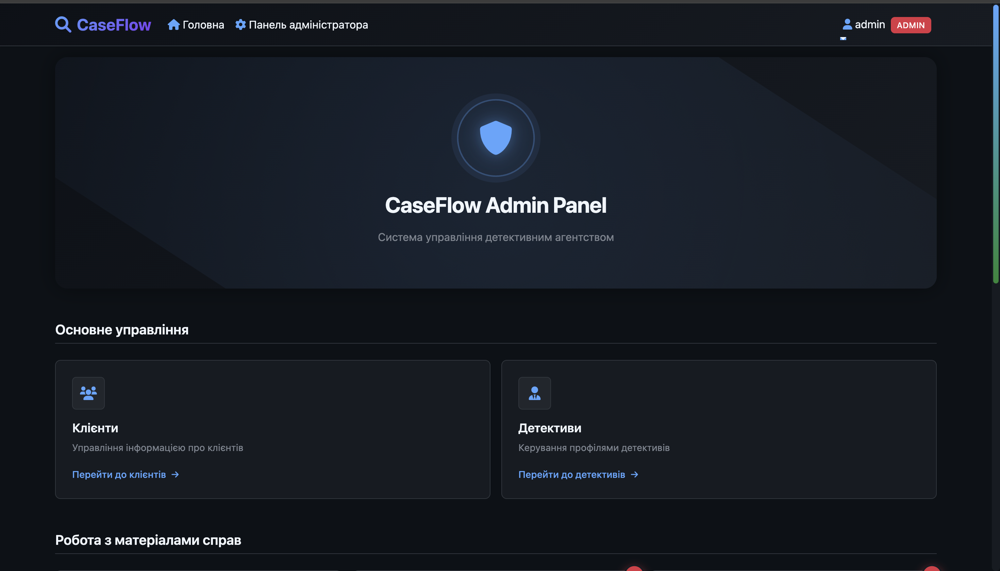 CaseFlow Головна Панель адміністратора admin ADMIN
CaseFlow Admin Panel
Система управління детективним агентством
Основне управління
Клієнти
Управління інформацією про клієнтів
Перейти до клієнтів →
Детективи
Керування профілями детективів
Перейти до детективів →
Робота з матеріалами справ